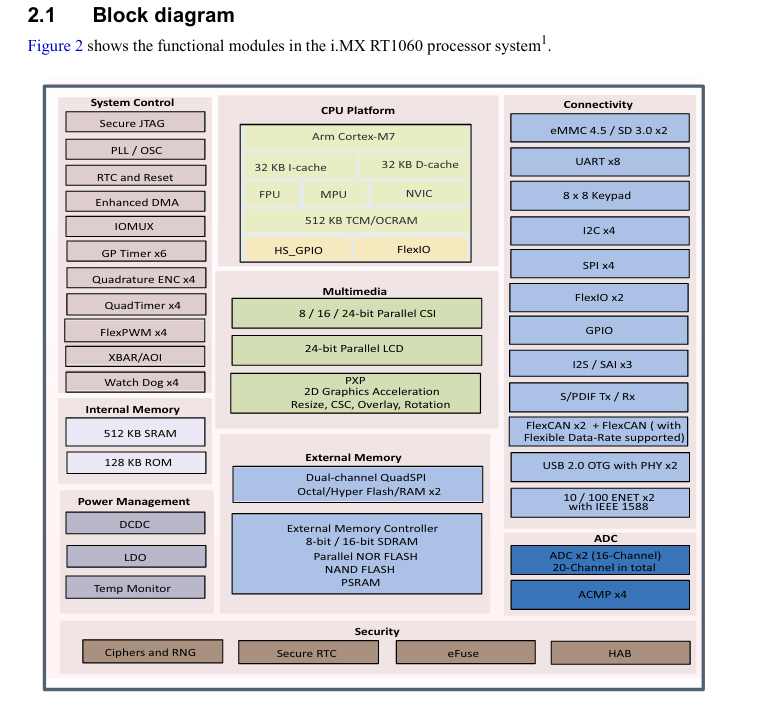 2.1 Block diagram
Figure 2 shows the functional modules in the i.MX RT1060 processor system1.
System Control
Secure JTAG
PLL / OSC
RTC and Reset
Enhanced DMA
IOMUX
GP Timer x6
Quadrature ENC x4
QuadTimer x4
FlexPWM x4
XBAR/AOI
Watch Dog x4
Internal Memory
512 KB SRAM
128 KB ROM
Power Management
DCDC
LDO
Temp Monitor
CPU Platform
Arm Cortex-M7
32 KB I-cache
32 KB D-cache
FPU
MPU
NVIC
512 KB TCM/OCRAM
HS_GPIO
FlexIO
Multimedia
8 / 16 / 24-bit Parallel CSI
24-bit Parallel LCD
PXP
2D Graphics Acceleration
Resize, CSC, Overlay, Rotation
External Memory
Dual-channel QuadSPI
Octal/Hyper Flash/RAM x2
External Memory Controller
8-bit / 16-bit SDRAM
Parallel NOR FLASH
NAND FLASH
PSRAM
Connectivity
eMMC 4.5 / SD 3.0 x2
UART x8
8 x 8 Keypad
I2C x4
SPI x4
FlexIO x2
GPIO
I2S / SAI x3
S/PDIF Tx / Rx
FlexCAN x2 + FlexCAN ( with
Flexible Data-Rate supported)
USB 2.0 OTG with PHY x2
10 / 100 ENET x2
with IEEE 1588
ADC
ADC x2 (16-Channel)
20-Channel in total
ACMP x4
Security
Ciphers and RNG
Secure RTC
eFuse
HAB